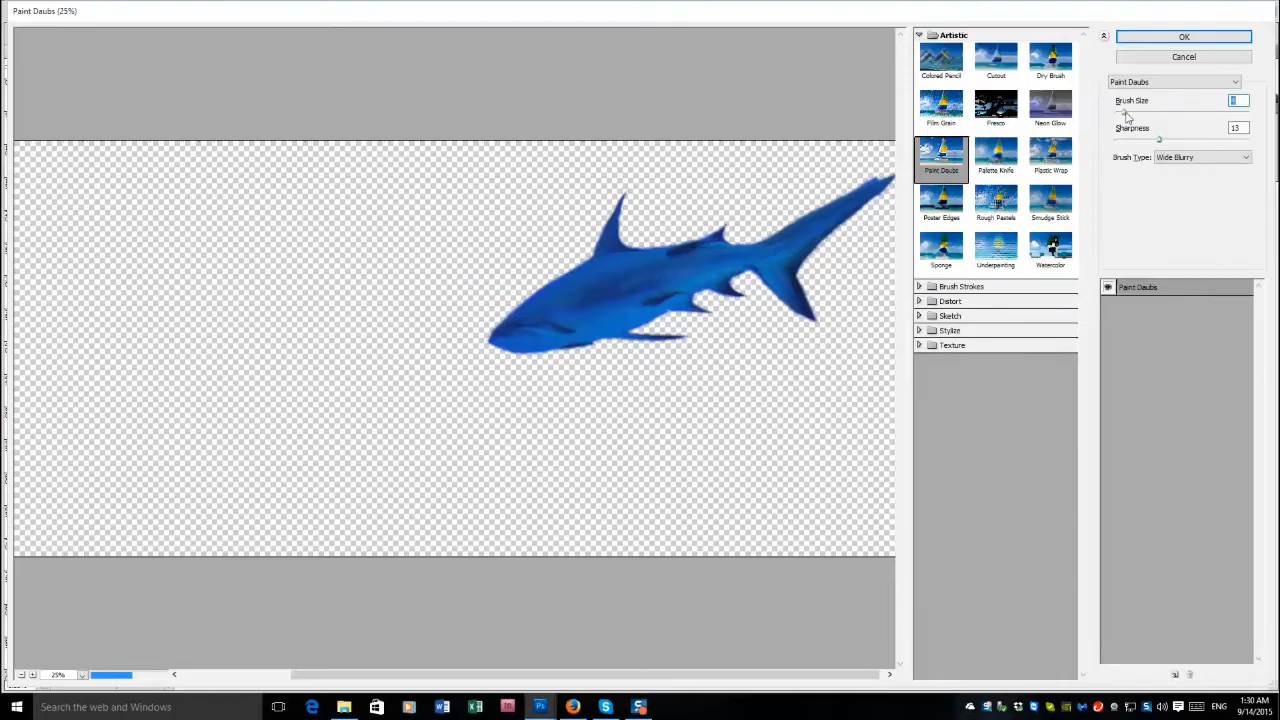 Paint Daubs (25%)
Artistic
Colored Pencil
Cutout
Dry Brush
Film Grain
Fresco
Neon Glow
Paint Daubs
Palette Knife
Plastic Wrap
Poster Edges
Rough Pastels
Smudge Stick
Sponge
Underpainting
Watercolor
Brush Strokes
Distort
Sketch
Stylize
Texture
OK
Cancel
Paint Daubs
Brush Size
Sharpness
13
Brush Type: Wide Blurry
Paint Daubs
25%
Search the web and Windows
ENG
1:30 AM
9/14/2015